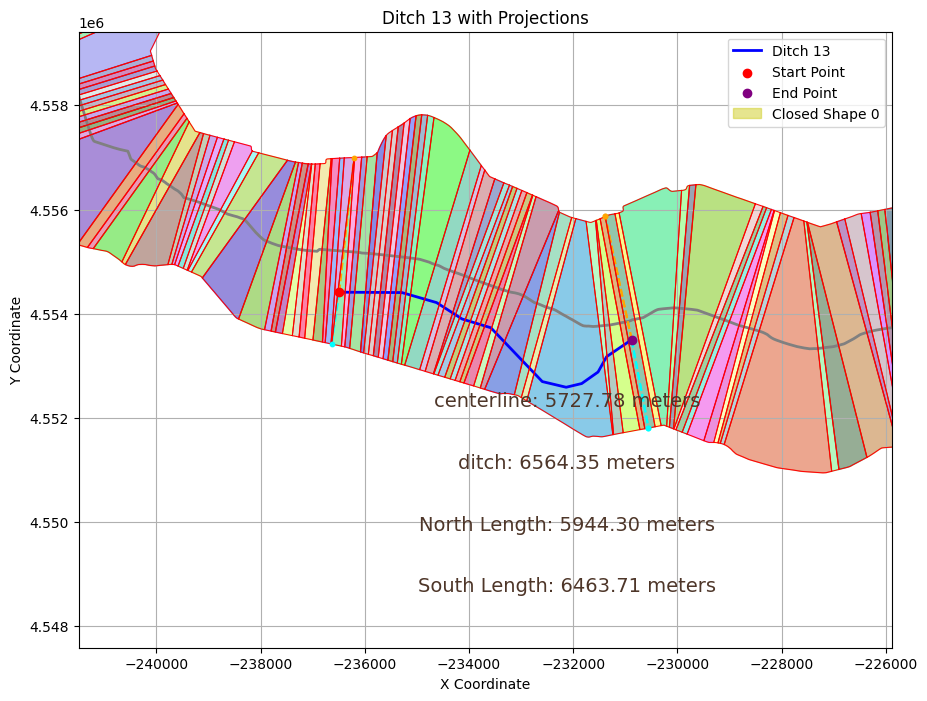 Ditch 13 with Projections
1e6
Ditch 13
Start Point
End Point
Closed Shape 0
4.558
4.556
4.554
4.552
4.550
4.548
Y Coordinate
centerline: 5727.78 meters
ditch: 6564.35 meters
North Length: 5944.30 meters
South Length: 6463.71 meters
−240000 −238000 −236000 −234000 −232000 −230000 −228000 −226000
X Coordinate